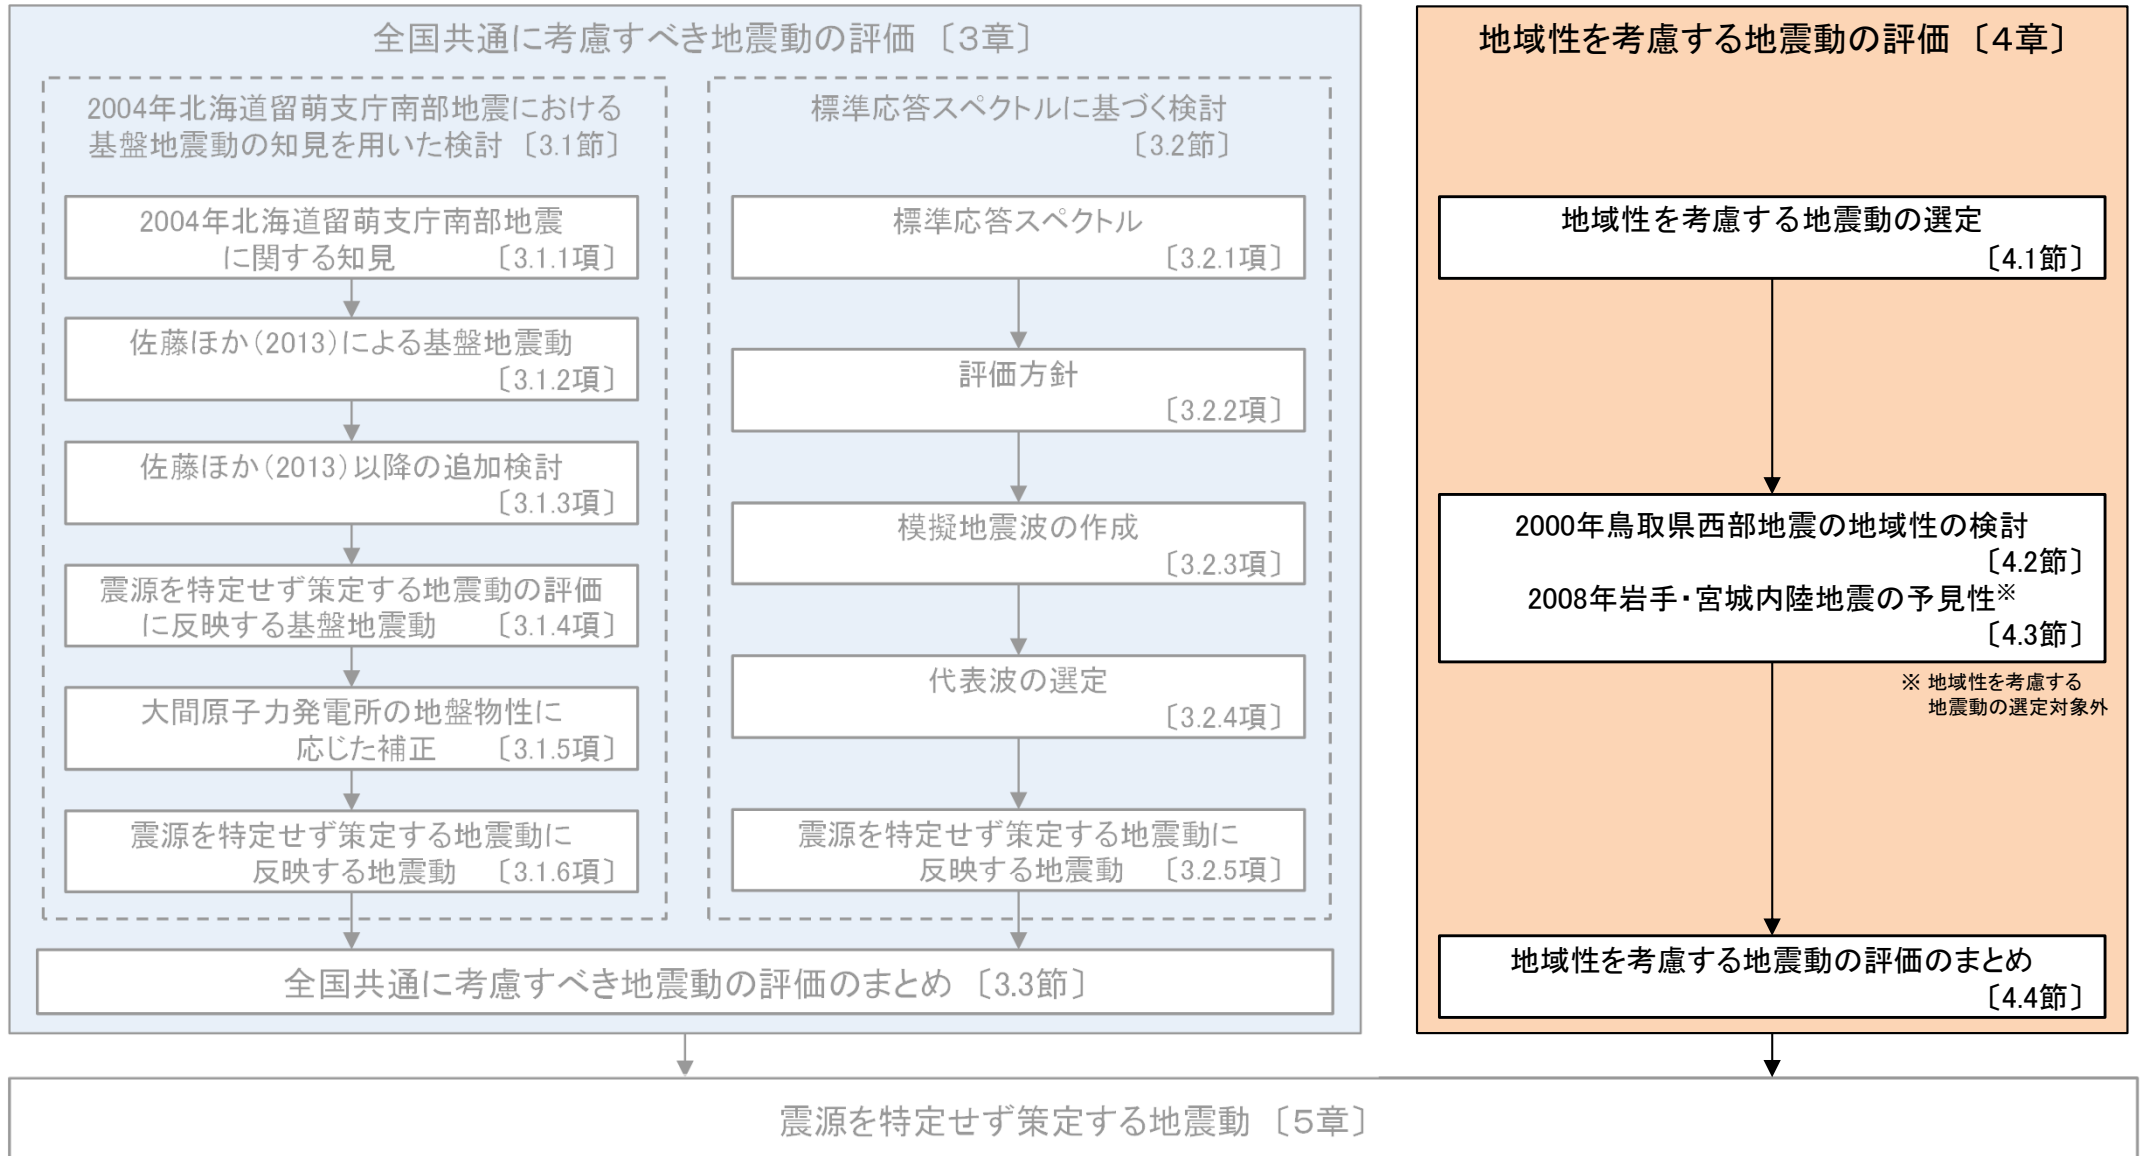 全国共通に考慮すべき地震動の評価〔3章〕
2004年北海道留萌支庁南部地震における
基盤地震動の知見を用いた検討〔3.1節〕
2004年北海道留萌支庁南部地震
に関する知見 〔3.1.1項〕
佐藤ほか(2013)による基盤地震動
〔3.1.2項〕
佐藤ほか(2013)以降の追加検討
〔3.1.3項〕
震源を特定せず策定する地震動の評価
に反映する基盤地震動 〔3.1.4項〕
大間原子力発電所の地盤物性に
応じた補正 〔3.1.5項〕
震源を特定せず策定する地震動に
反映する地震動 〔3.1.6項〕
標準応答スペクトルに基づく検討
〔3.2節〕
標準応答スペクトル
〔3.2.1項〕
評価方針
〔3.2.2項〕
模擬地震波の作成
〔3.2.3項〕
代表波の選定
〔3.2.4項〕
震源を特定せず策定する地震動に
反映する地震動 〔3.2.5項〕
全国共通に考慮すべき地震動の評価のまとめ〔3.3節〕
地域性を考慮する地震動の評価〔4章〕
地域性を考慮する地震動の選定
〔4.1節〕
2000年鳥取県西部地震の地域性の検討
〔4.2節〕
2008年岩手・宮城内陸地震の予見性※
〔4.3節〕
※ 地域性を考慮する
地震動の選定対象外
地域性を考慮する地震動の評価のまとめ
〔4.4節〕
震源を特定せず策定する地震動〔5章〕